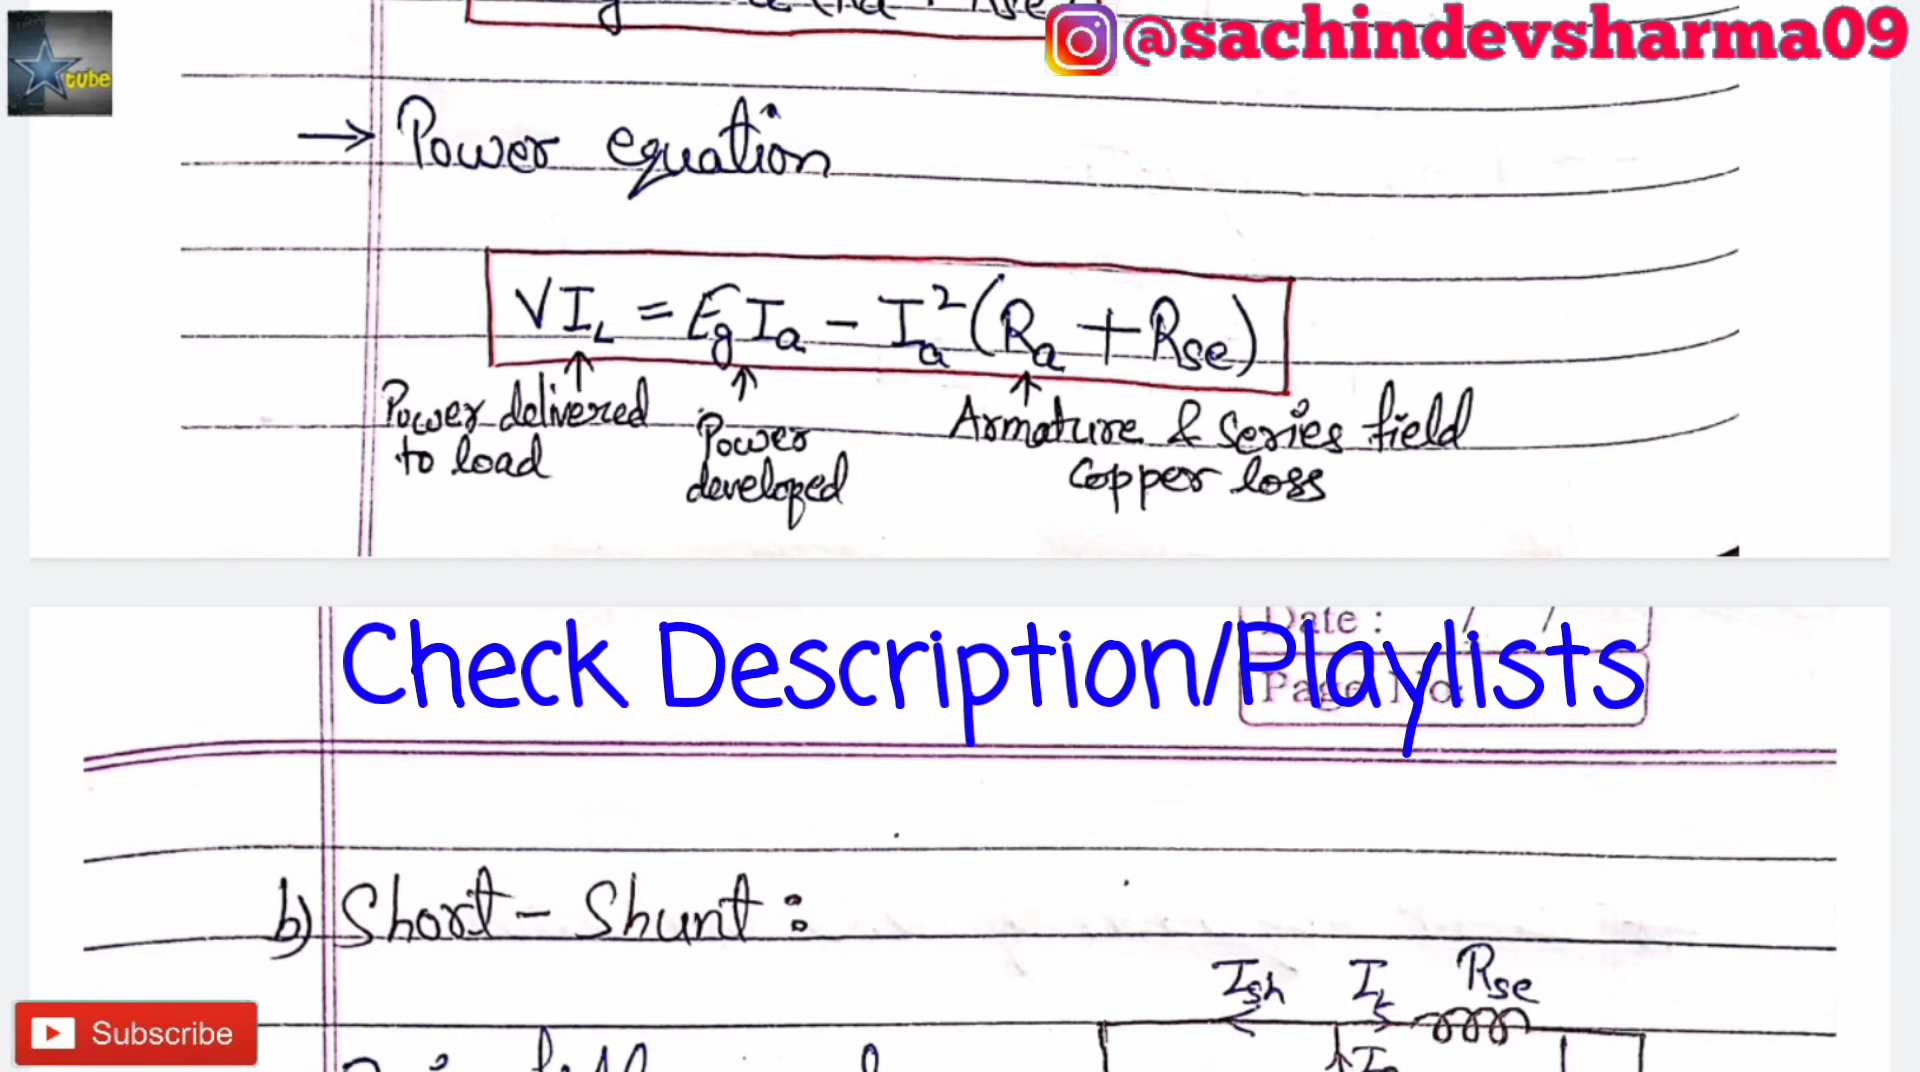 @sachindevsharma09
tube
→ Power equation
VI_L = E_g I_a - I_a^2 (R_a + R_se)
Power delivered to load
Power developed
Armature & series field Copper loss
Date : / /
Page No:
Check Description/Playlists
b) Short - Shunt :
I_sh I_L R_se
Subscribe